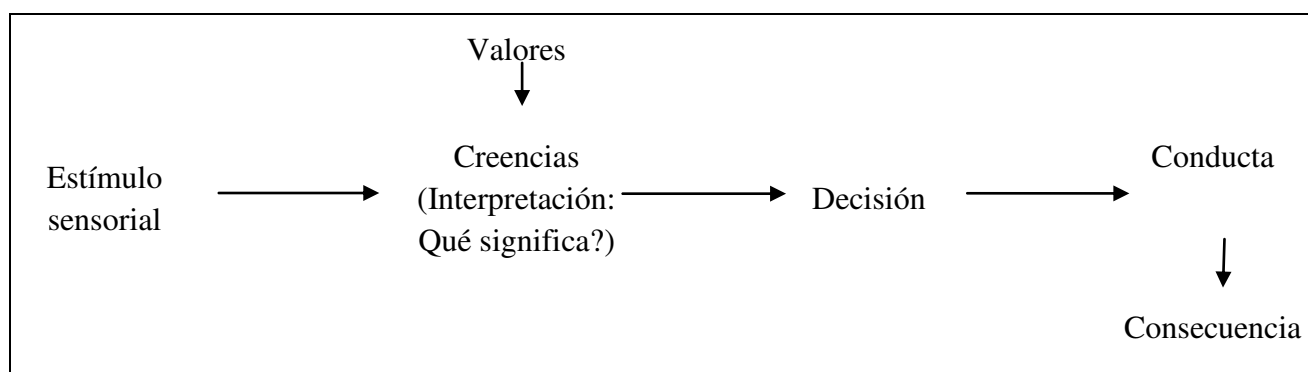 Valores
Estímulo
sensorial
Creencias
(Interpretación:
Qué significa?)
Decisión
Conducta
Consecuencia